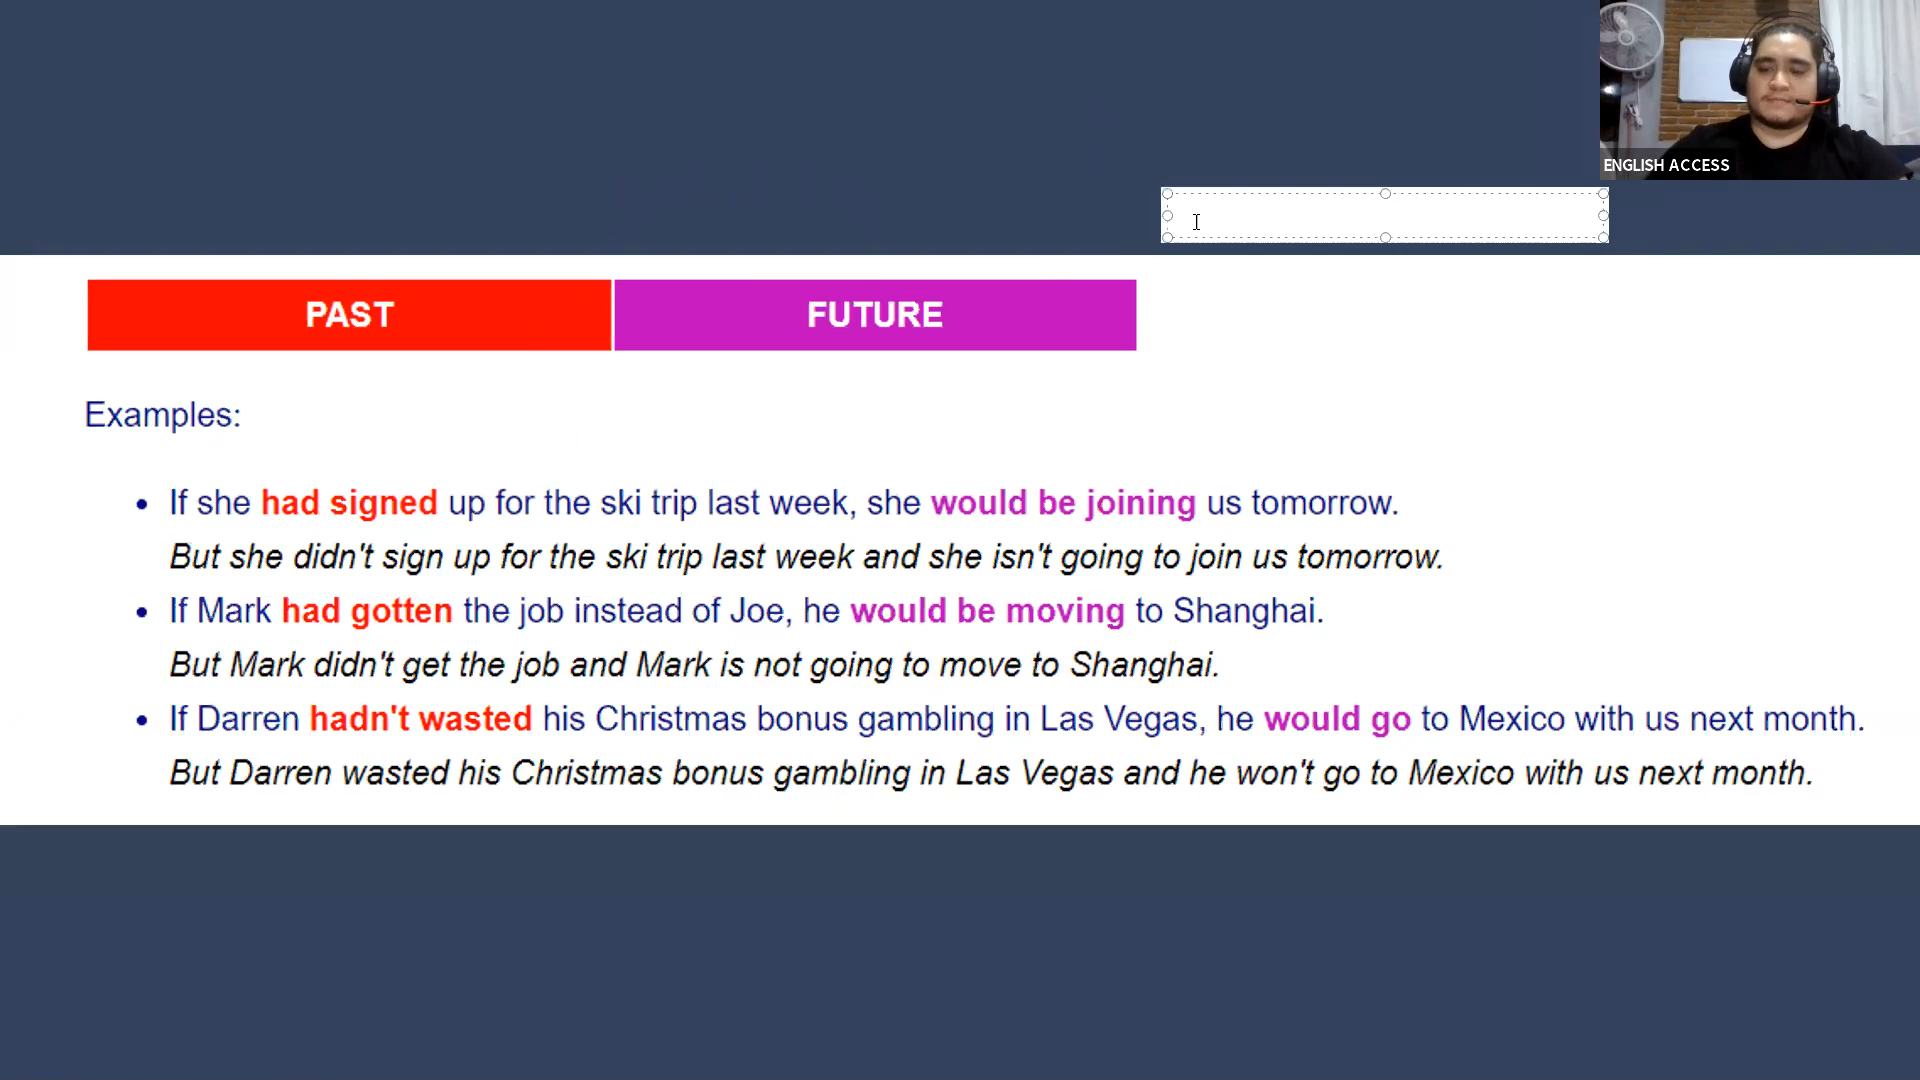 ENGLISH ACCESS
PAST
FUTURE
Examples:
If she had signed up for the ski trip last week, she would be joining us tomorrow.
But she didn't sign up for the ski trip last week and she isn't going to join us tomorrow.
If Mark had gotten the job instead of Joe, he would be moving to Shanghai.
But Mark didn't get the job and Mark is not going to move to Shanghai.
If Darren hadn't wasted his Christmas bonus gambling in Las Vegas, he would go to Mexico with us next month.
But Darren wasted his Christmas bonus gambling in Las Vegas and he won't go to Mexico with us next month.